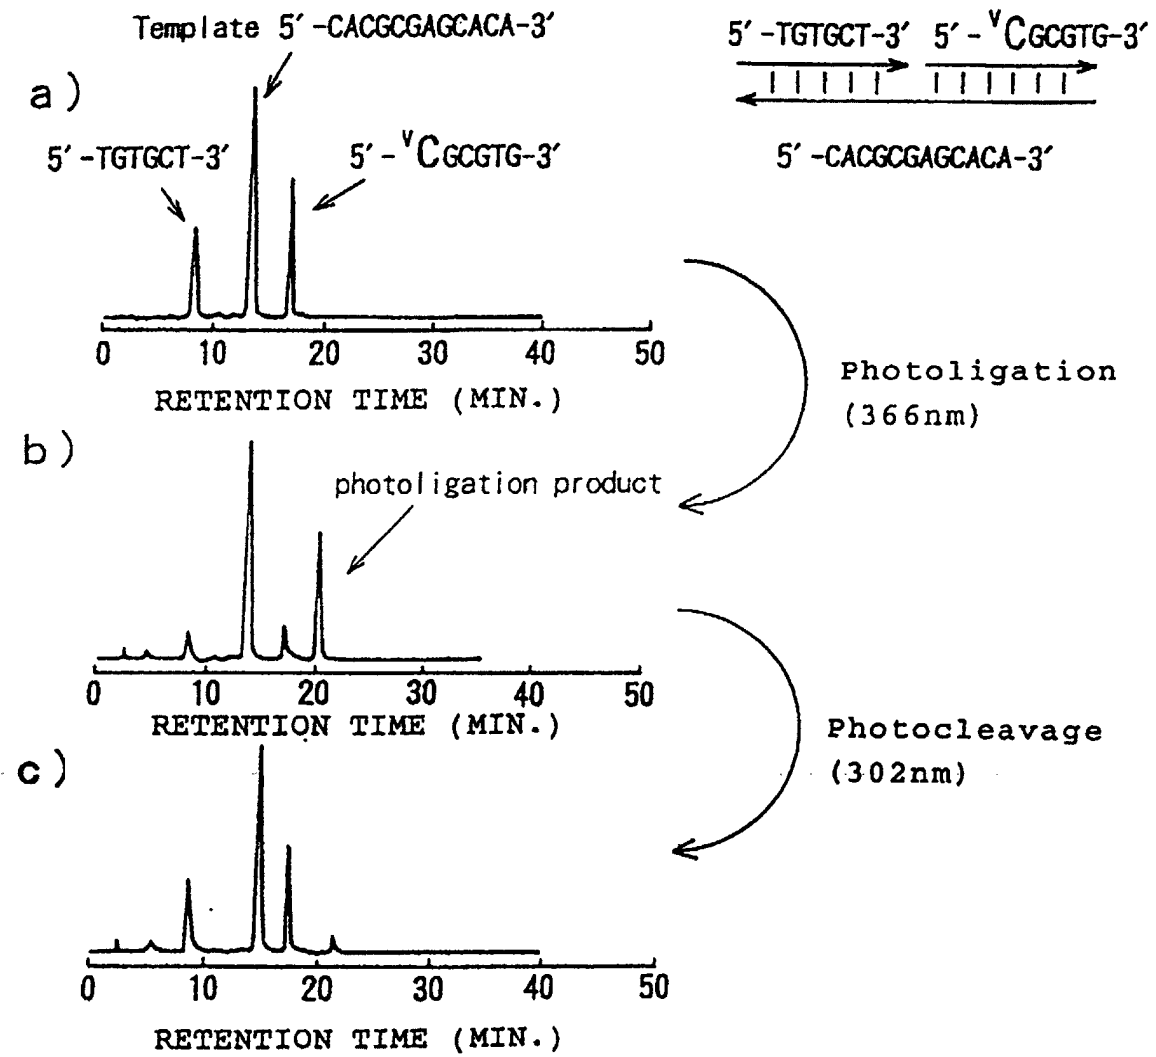 Template 5′-CACGCGAGCACA-3′
5′-TGTGCT-3′ 5′-ᵛCGCGTG-3′
5′-CACGCGAGCACA-3′
a)
5′-TGTGCT-3′
5′-ᵛCGCGTG-3′
0 10 20 30 40 50
RETENTION TIME (MIN.)
Photoligation
(366nm)
b)
photoligation product
0 10 20 30 40 50
RETENTION TIME (MIN.)
Photocleavage
(302nm)
c)
0 10 20 30 40 50
RETENTION TIME (MIN.)